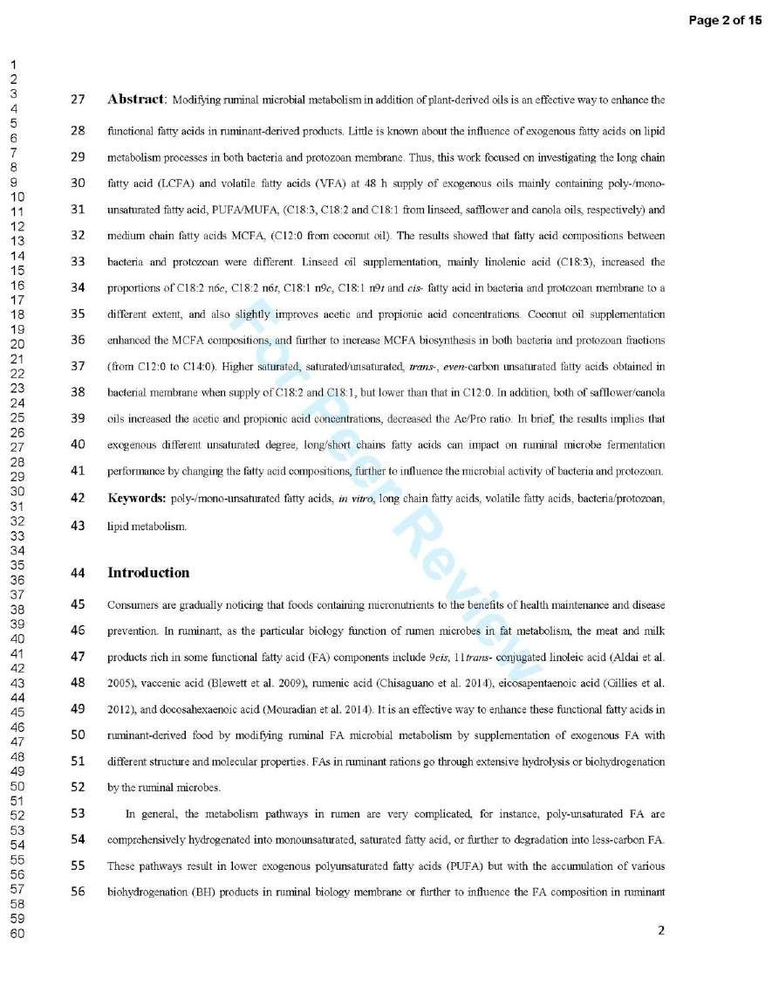 Page 2 of 15
1
2
3
4
5
6
7
8
9
10
11
12
13
14
15
16
17
18
19
20
21
22
23
24
25
26
27
28
29
30
31
32
33
34
35
36
37
38
39
40
41
42
43
44
45
46
47
48
49
50
51
52
53
54
55
56
57
58
59
60
27 Abstract: Modifying ruminal microbial metabolism in addition of plant-derived oils is an effective way to enhance the
28 functional fatty acids in ruminant-derived products. Little is known about the influence of exogenous fatty acids on lipid
29 metabolism processes in both bacteria and protozoan membrane. Thus, this work focused on investigating the long chain
30 fatty acid (LCFA) and volatile fatty acids (VFA) at 48 h supply of exogenous oils mainly containing poly-/mono-
31 unsaturated fatty acid, PUFA/MUFA, (C18:3, C18:2 and C18:1 from linseed, safflower and canola oils, respectively) and
32 medium chain fatty acids MCFA, (C12:0 from coconut oil). The results showed that fatty acid compositions between
33 bacteria and protozoan were different. Linseed oil supplementation, mainly linolenic acid (C18:3), increased the
34 proportions of C18:2 n6c, C18:2 n6t, C18:1 n9c, C18:1 n9t and cis- fatty acid in bacteria and protozoan membrane to a
35 different extent, and also slightly improves acetic and propionic acid concentrations. Coconut oil supplementation
36 enhanced the MCFA compositions, and further to increase MCFA biosynthesis in both bacteria and protozoan fractions
37 (from C12:0 to C14:0). Higher saturated, saturated/unsaturated, trans-, even-carbon unsaturated fatty acids obtained in
38 bacterial membrane when supply of C18:2 and C18:1, but lower than that in C12:0. In addition, both of safflower/canola
39 oils increased the acetic and propionic acid concentrations, decreased the Ac/Pro ratio. In brief, the results implies that
40 exogenous different unsaturated degree, long/short chains fatty acids can impact on ruminal microbe fermentation
41 performance by changing the fatty acid compositions, further to influence the microbial activity of bacteria and protozoan.
42 Keywords: poly-/mono-unsaturated fatty acids, in vitro, long chain fatty acids, volatile fatty acids, bacteria/protozoan,
43 lipid metabolism.
44 Introduction
45 Consumers are gradually noticing that foods containing micronutrients to the benefits of health maintenance and disease
46 prevention. In ruminant, as the particular biology function of rumen microbes in fat metabolism, the meat and milk
47 products rich in some functional fatty acid (FA) components include 9cis, 11trans- conjugated linoleic acid (Aldai et al.
48 2005), vaccenic acid (Blewett et al. 2009), rumenic acid (Chisaguano et al. 2014), eicosapentaenoic acid (Gillies et al.
49 2012), and docosahexaenoic acid (Mouradian et al. 2014). It is an effective way to enhance these functional fatty acids in
50 ruminant-derived food by modifying ruminal FA microbial metabolism by supplementation of exogenous FA with
51 different structure and molecular properties. FAs in ruminant rations go through extensive hydrolysis or biohydrogenation
52 by the ruminal microbes.
53 In general, the metabolism pathways in rumen are very complicated, for instance, poly-unsaturated FA are
54 comprehensively hydrogenated into monounsaturated, saturated fatty acid, or further to degradation into less-carbon FA.
55 These pathways result in lower exogenous polyunsaturated fatty acids (PUFA) but with the accumulation of various
56 biohydrogenation (BH) products in ruminal biology membrane or further to influence the FA composition in ruminant
For Peer Review
2